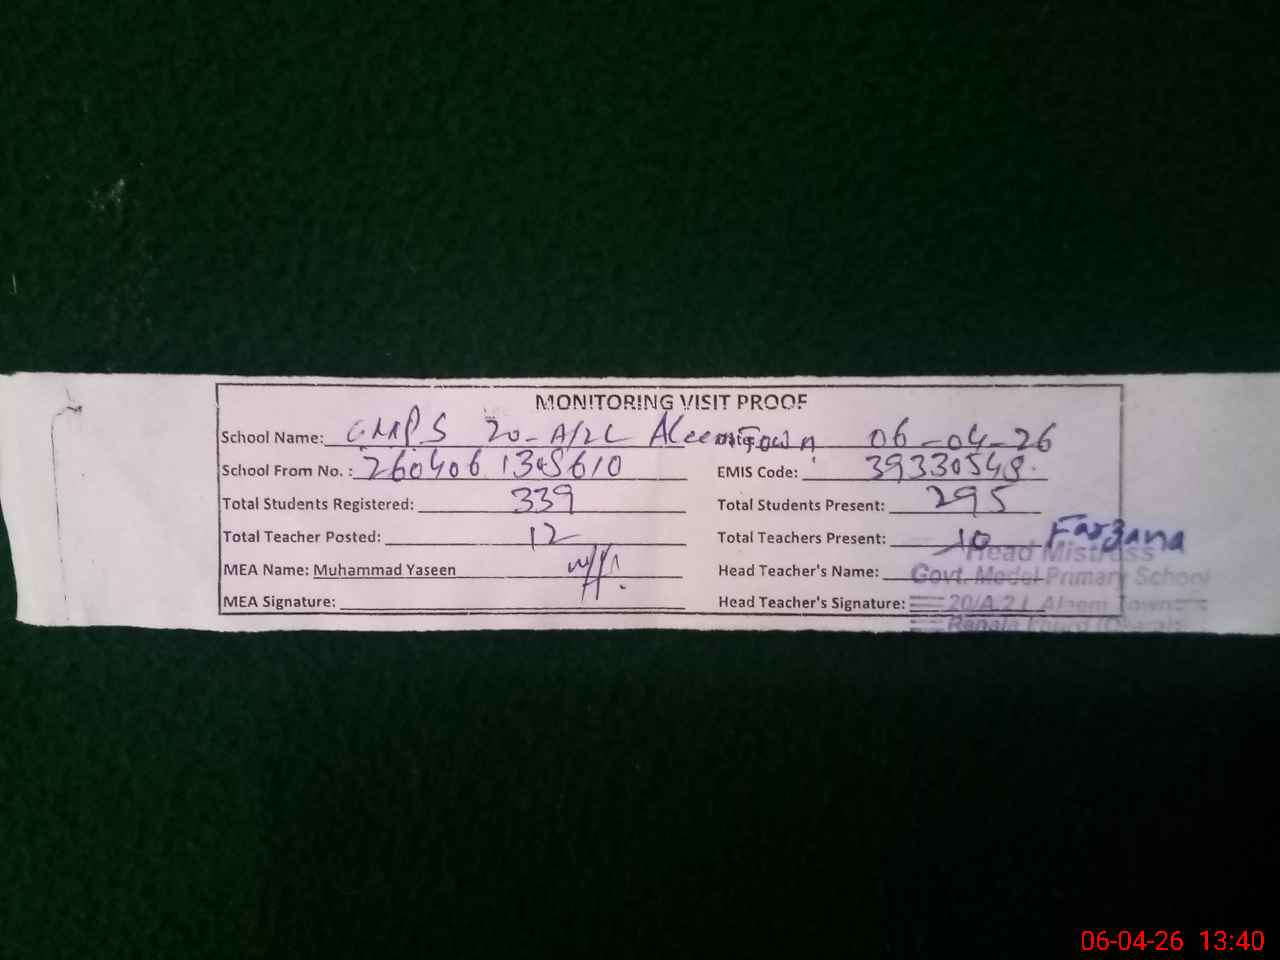 MONITORING VISIT PROOF
School Name: GMPS 20-A/2L Aleem Town 06-04-26
School From No. : 2604061305610 EMIS Code: 39330548
Total Students Registered: 339 Total Students Present: 295
Total Teacher Posted: 12 Total Teachers Present: 10 Farzana
Head Mistress
MEA Name: Muhammad Yaseen Head Teacher's Name: Govt. Model Primary School
MEA Signature: Head Teacher's Signature: 20/A.2 L Aleem Town
Renala Khurd
06-04-26 13:40